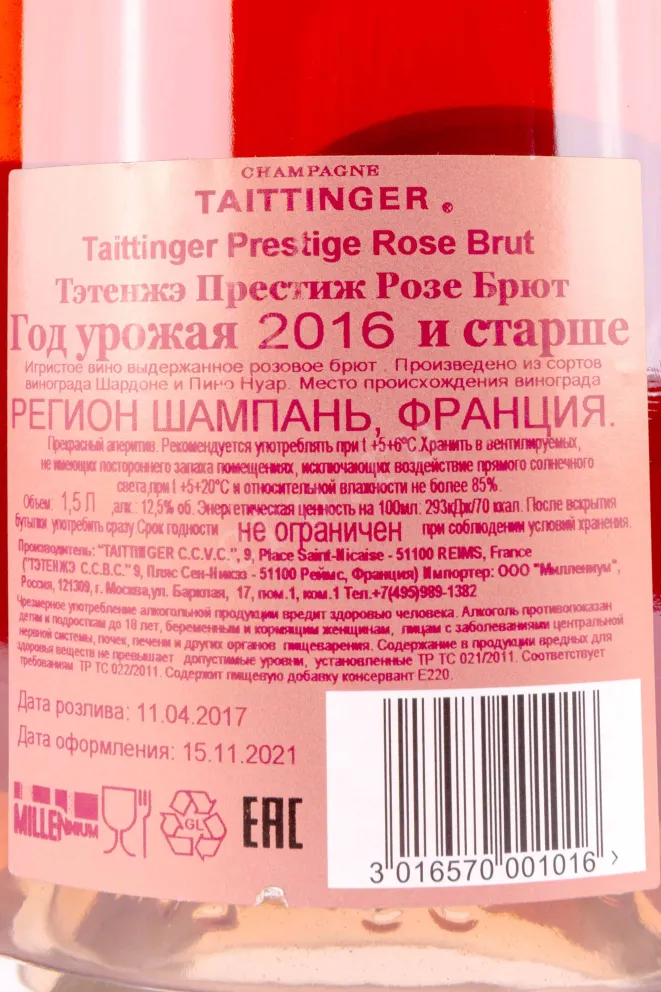 CHAMPAGNE
TAITTINGER ®
Taittinger Prestige Rose Brut
Тэтенжэ Престиж Розе Брют
Год урожая 2016 и старше
Игристое вино выдержанное розовое брют . Произведено из сортов
винограда Шардоне и Пино Нуар. Место происхождения винограда
РЕГИОН ШАМПАНЬ, ФРАНЦИЯ.
Прекрасный аперитив. Рекомендуется употреблять при t +5+6°C.Хранить в вентилируемых,
не имеющих постороннего запаха помещениях, исключающих воздействие прямого солнечного
света,при t +5+20°C и относительной влажности не более 85%.
Объем: 1,5 Л ,алк.: 12,5% об. Энергетическая ценность на 100мл: 293кДж/70 ккал. После вскрытия
бутылки употребить сразу.Срок годности не ограничен при соблюдении условий хранения.
Производитель: "TAITTINGER C.C.V.C.", 9, Place Saint-Nicaise - 51100 REIMS, France
("ТЭТЕНЖЭ С.С.В.С." 9, Пляс Сен-Никэз - 51100 Реймс, Франция) Импортер: ООО "Миллениум",
Россия, 121309, г. Москва,ул. Барклая, 17, пом.1, ком.1 Тел.+7(495)989-1382
Чрезмерное употребление алкогольной продукции вредит здоровью человека. Алкоголь противопоказан
детям и подросткам до 18 лет, беременным и кормящим женщинам, лицам с заболеваниями центральной
нервной системы, почек, печени и других органов пищеварения. Содержание в продукции вредных для
здоровья веществ не превышает допустимые уровни, установленные ТР ТС 021/2011. Соответствует
требованиям ТР ТС 022/2011. Содержит пищевую добавку консервант Е220.
Дата розлива: 11.04.2017
Дата оформления: 15.11.2021
MILLENNIUM
GL
EAC
3 016570 001016 >